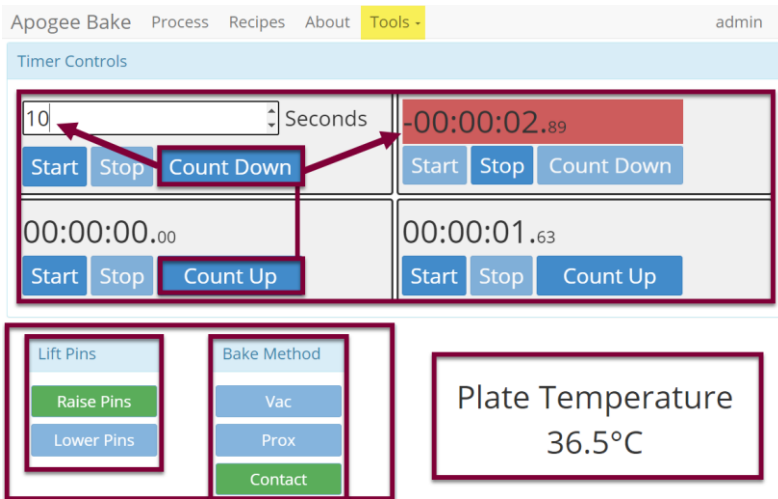 Apogee Bake Process Recipes About Tools - admin
Timer Controls
10 Seconds
Start Stop Count Down
-00:00:02.89
Start Stop Count Down
00:00:00.00
Start Stop Count Up
00:00:01.63
Start Stop Count Up
Lift Pins
Raise Pins
Lower Pins
Bake Method
Vac
Prox
Contact
Plate Temperature
36.5°C